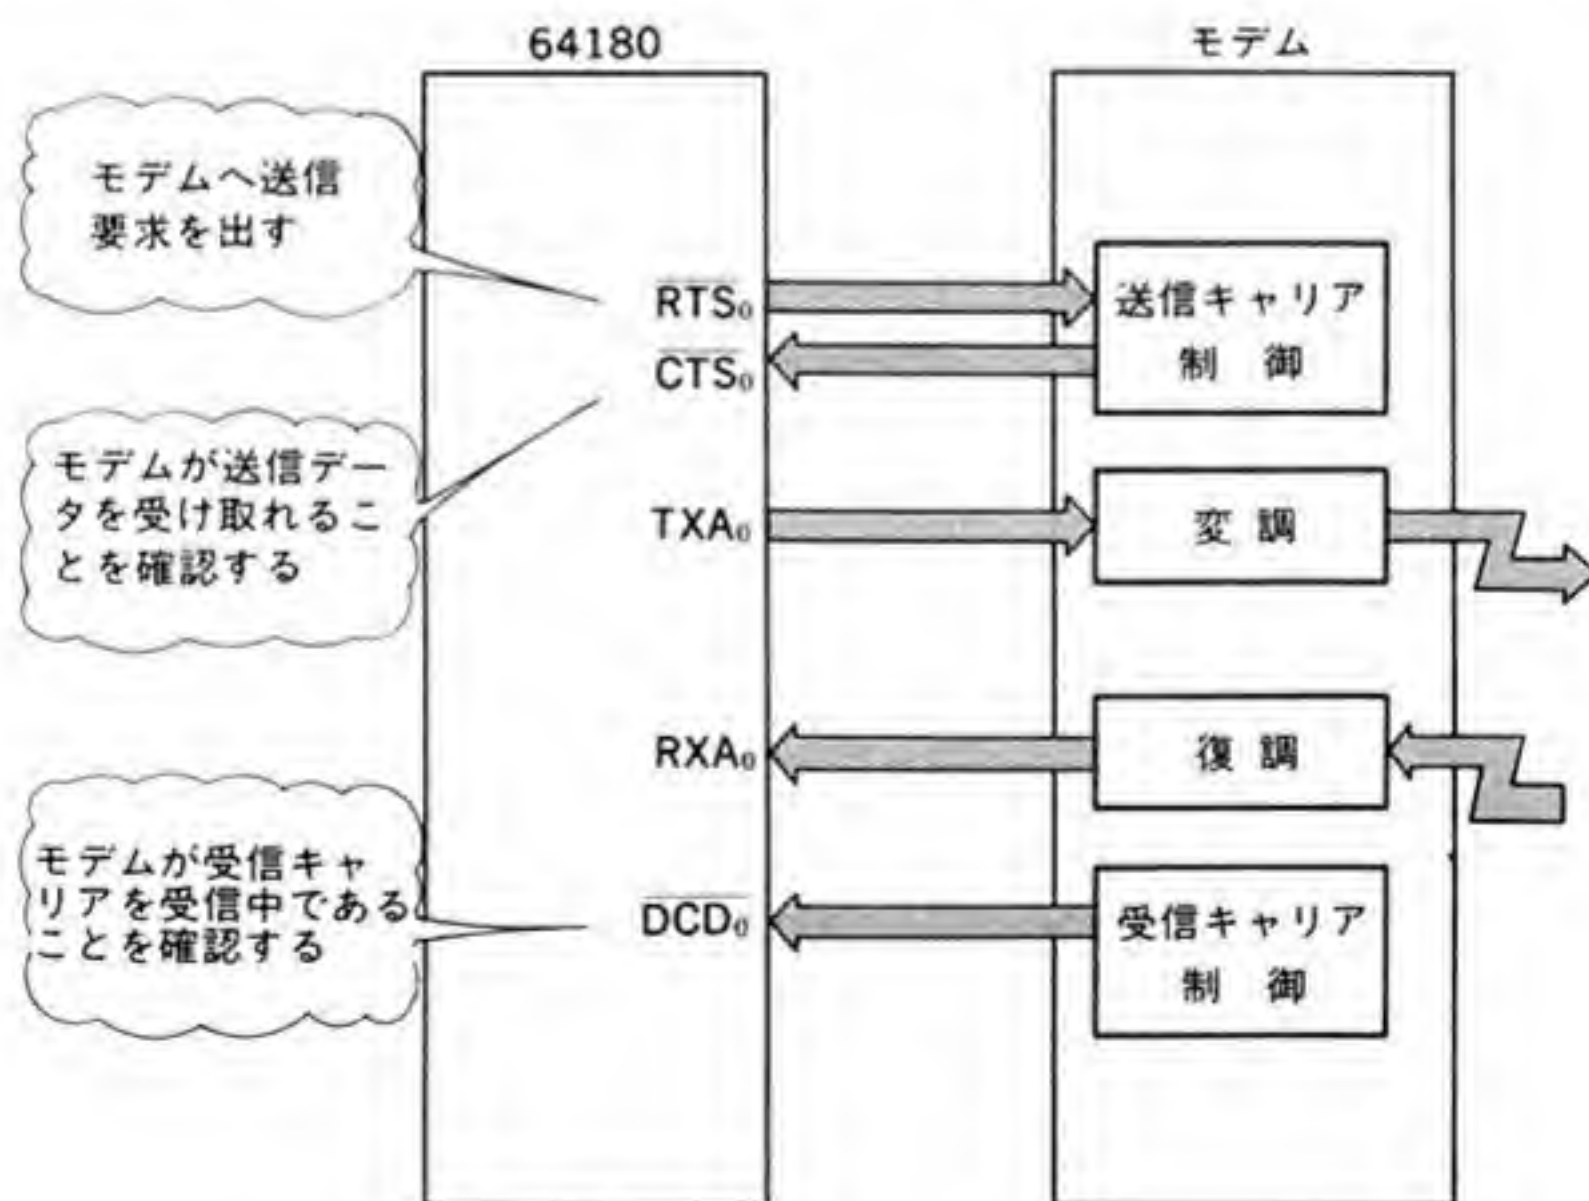 64180
モデム
モデムへ送信
要求を出す
R̅T̅S̅₀
送信キャリア
制 御
C̅T̅S̅₀
モデムが送信デー
タを受け取れるこ
とを確認する
TXA₀
変 調
RXA₀
復 調
モデムが受信キャ
リアを受信中である
ことを確認する
D̅C̅D̅₀
受信キャリア
制 御